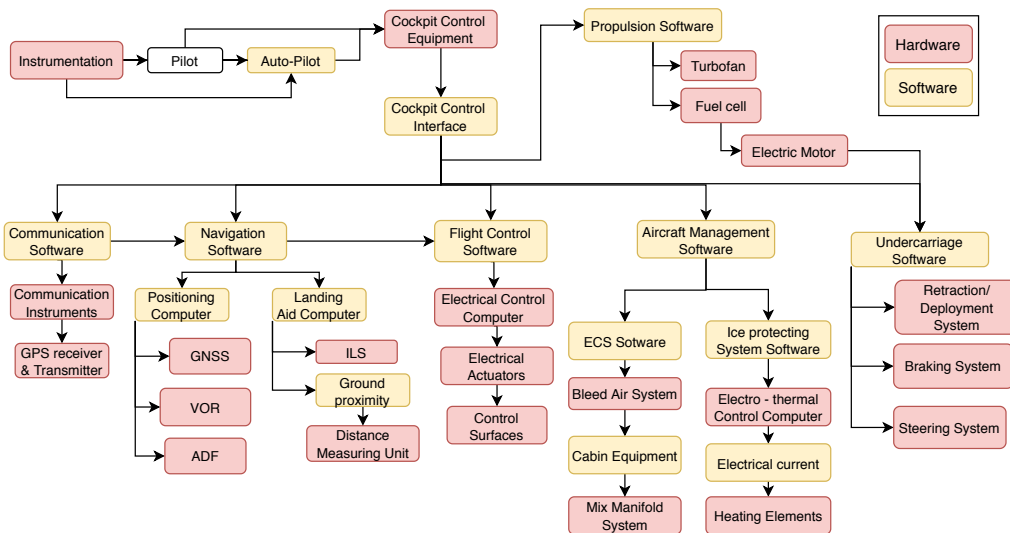 Cockpit Control
Equipment
Propulsion Software
Hardware
Software
Instrumentation
Pilot
Auto-Pilot
Turbofan
Fuel cell
Cockpit Control
Interface
Electric Motor
Communication
Software
Navigation
Software
Flight Control
Software
Aircraft Management
Software
Undercarriage
Software
Communication
Instruments
Positioning
Computer
Landing
Aid Computer
Electrical Control
Computer
Retraction/
Deployment
System
GPS receiver
& Transmitter
GNSS
ILS
Electrical
Actuators
ECS Sotware
Ice protecting
System Software
Braking System
VOR
Ground
proximity
Bleed Air System
Electro - thermal
Control Computer
Control
Surfaces
Steering System
ADF
Distance
Measuring Unit
Cabin Equipment
Electrical current
Mix Manifold
System
Heating Elements